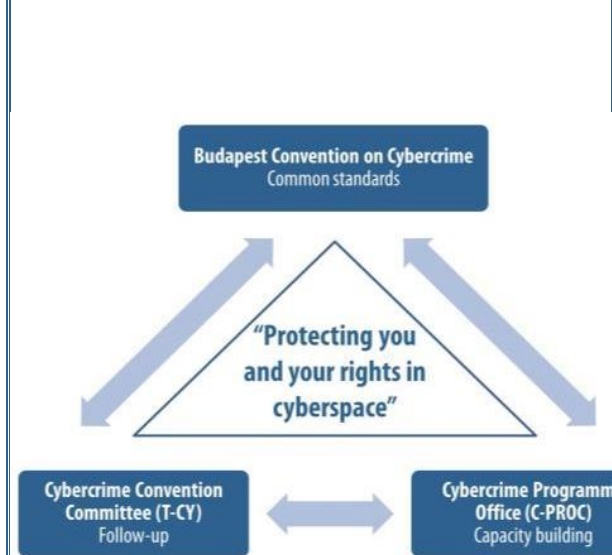 Budapest Convention on Cybercrime
Common standards
“Protecting you
and your rights in
cyberspace”
Cybercrime Convention
Committee (T-CY)
Follow-up
Cybercrime Programm
Office (C-PROC)
Capacity building